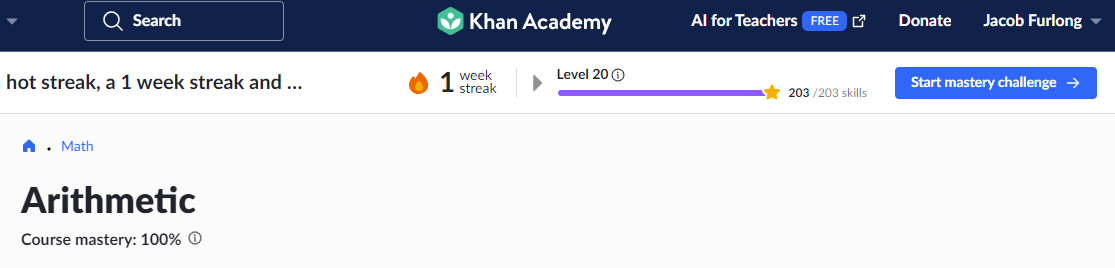 Search
Khan Academy
AI for Teachers FREE
Donate
Jacob Furlong
hot streak, a 1 week streak and ...
1 week streak
Level 20
203 /203 skills
Start mastery challenge
Math
Arithmetic
Course mastery: 100%